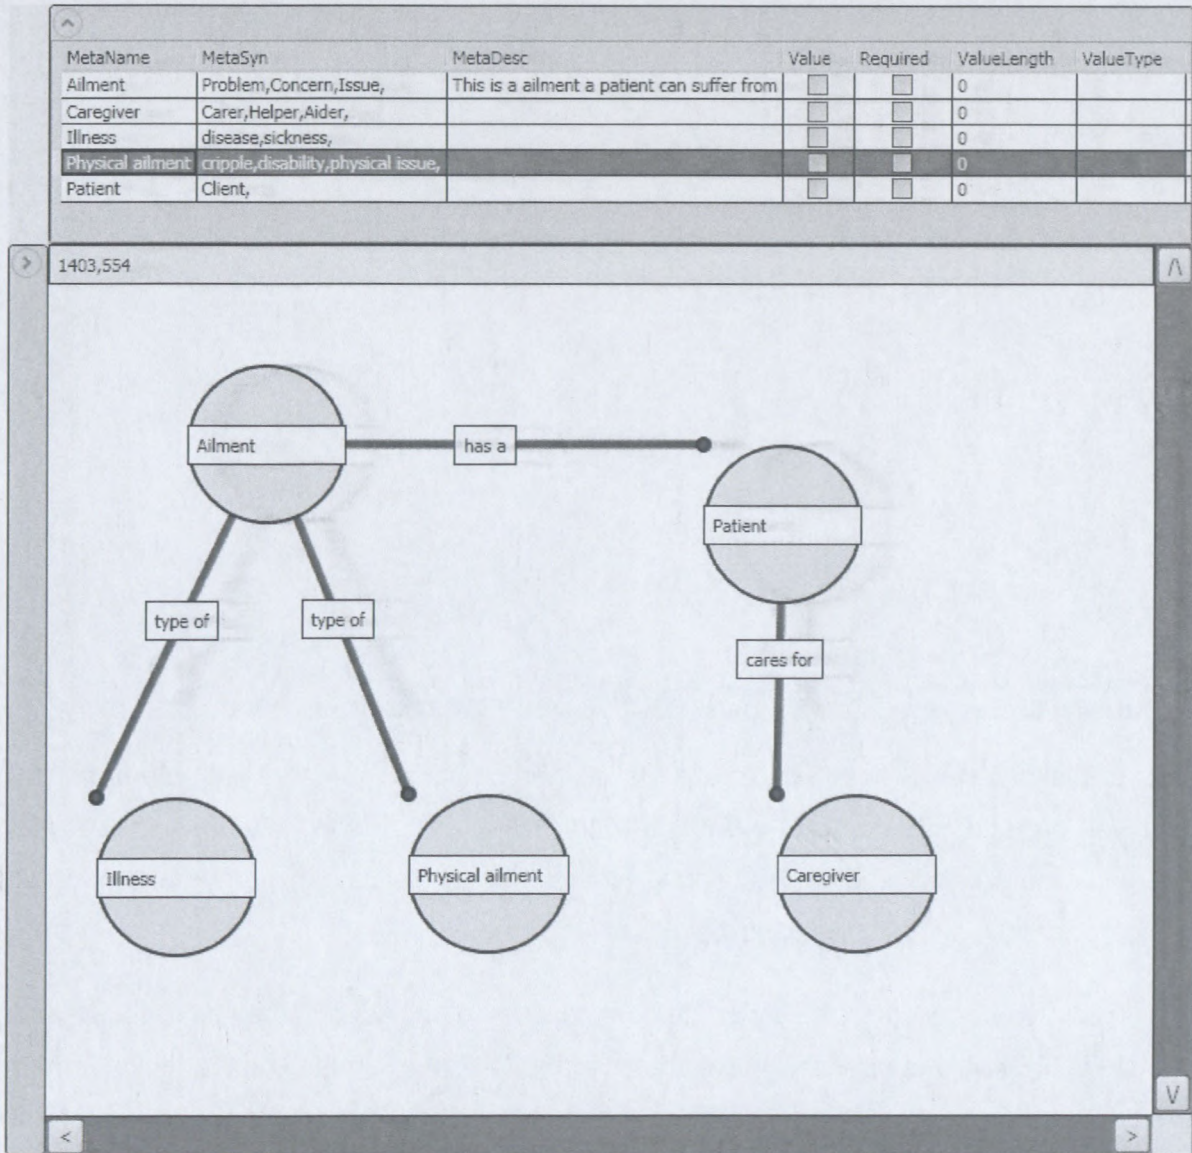 MetaName MetaSyn MetaDesc Value Required ValueLength ValueType
Ailment Problem,Concern,Issue, This is a ailment a patient can suffer from 0
Caregiver Carer,Helper,Aider, 0
Illness disease,sickness, 0
Physical ailment cripple,disability,physical issue, 0
Patient Client, 0
1403,554
Ailment
has a
Patient
type of
type of
cares for
Illness
Physical ailment
Caregiver